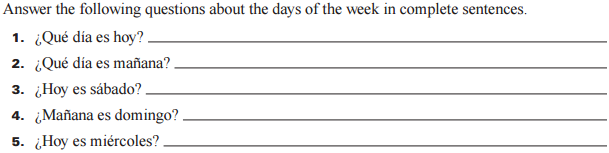 Answer the following questions about the days of the week in complete sentences.
1. ¿Qué día es hoy?
2. ¿Qué día es mañana?
3. ¿Hoy es sábado?
4. ¿Mañana es domingo?
5. ¿Hoy es miércoles?